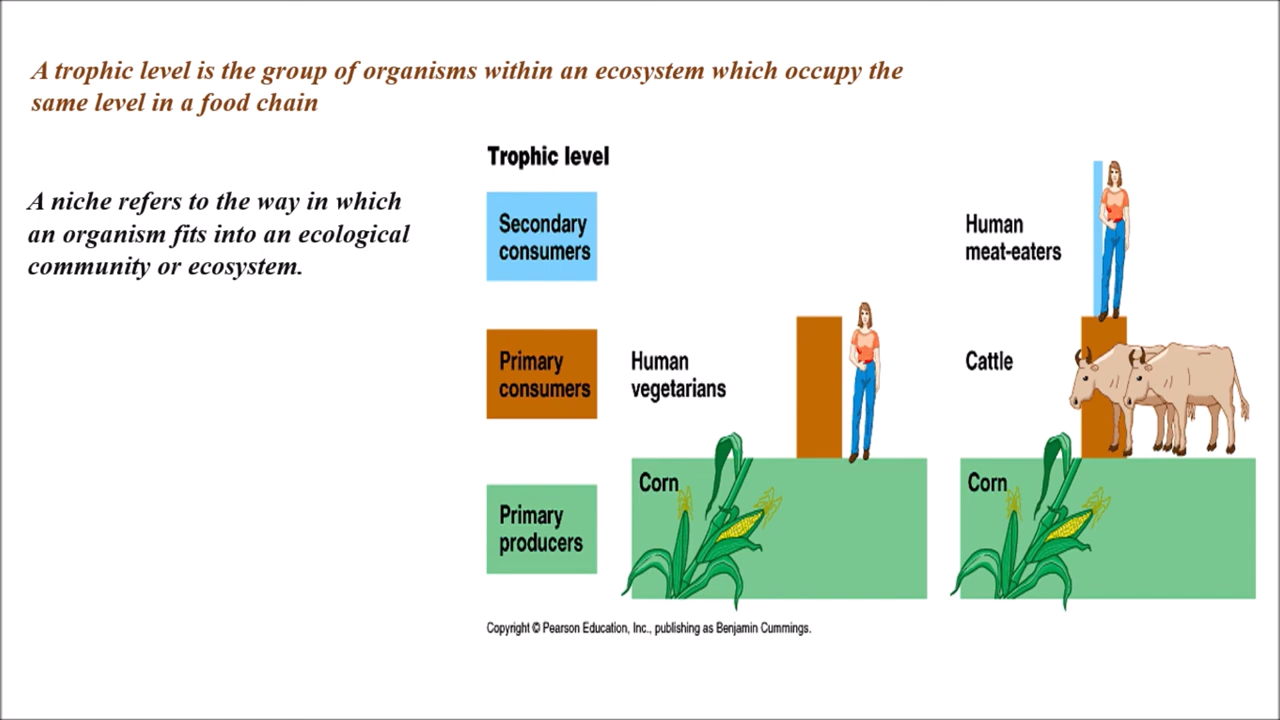 A trophic level is the group of organisms within an ecosystem which occupy the
same level in a food chain
A niche refers to the way in which
an organism fits into an ecological
community or ecosystem.
Trophic level
Secondary
consumers
Human
meat-eaters
Primary
consumers
Human
vegetarians
Cattle
Primary
producers
Corn
Corn
Copyright © Pearson Education, Inc., publishing as Benjamin Cummings.